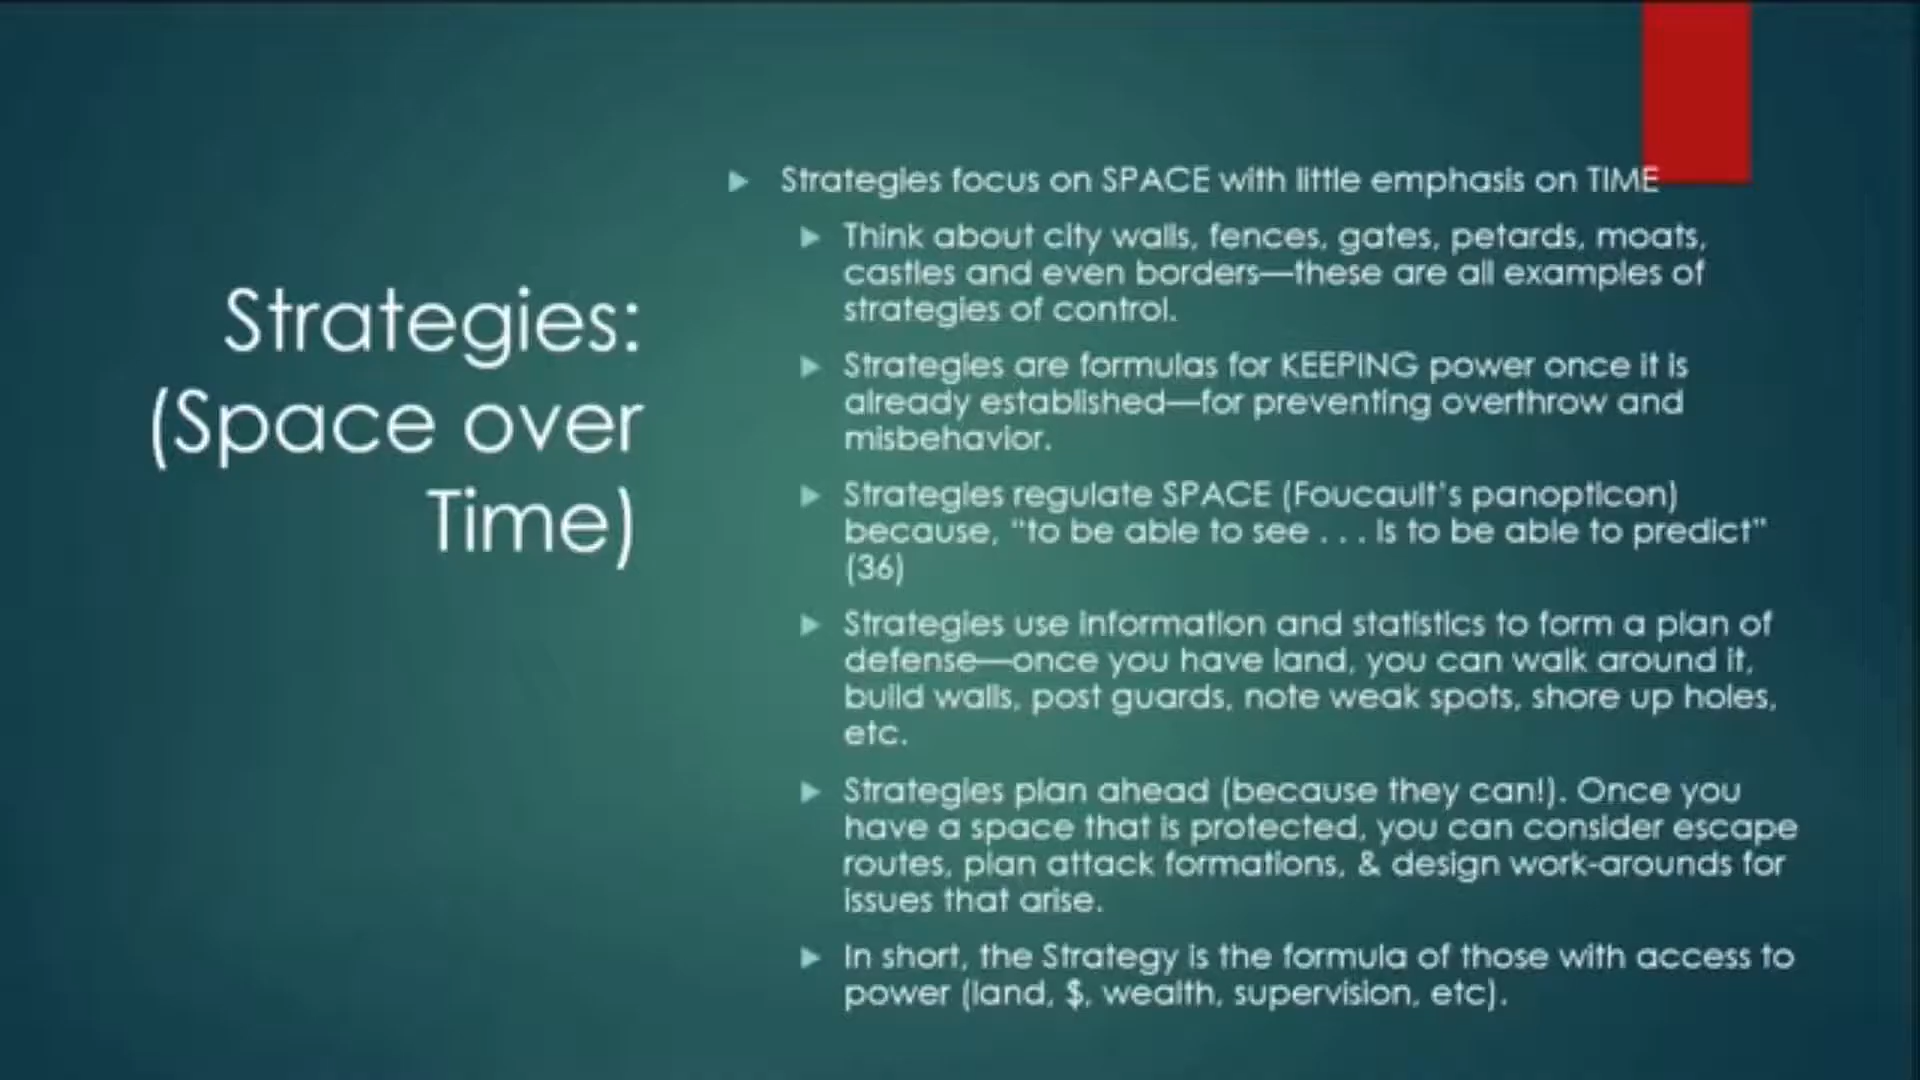 Strategies:
(Space over
Time)
Strategies focus on SPACE with little emphasis on TIME
Think about city walls, fences, gates, petards, moats,
castles and even borders—these are all examples of
strategies of control.
Strategies are formulas for KEEPING power once it is
already established—for preventing overthrow and
misbehavior.
Strategies regulate SPACE (Foucault's panopticon)
because, "to be able to see . . . is to be able to predict"
(36)
Strategies use information and statistics to form a plan of
defense—once you have land, you can walk around it,
build walls, post guards, note weak spots, shore up holes,
etc.
Strategies plan ahead (because they can!). Once you
have a space that is protected, you can consider escape
routes, plan attack formations, & design work-arounds for
issues that arise.
In short, the Strategy is the formula of those with access to
power (land, $, wealth, supervision, etc).